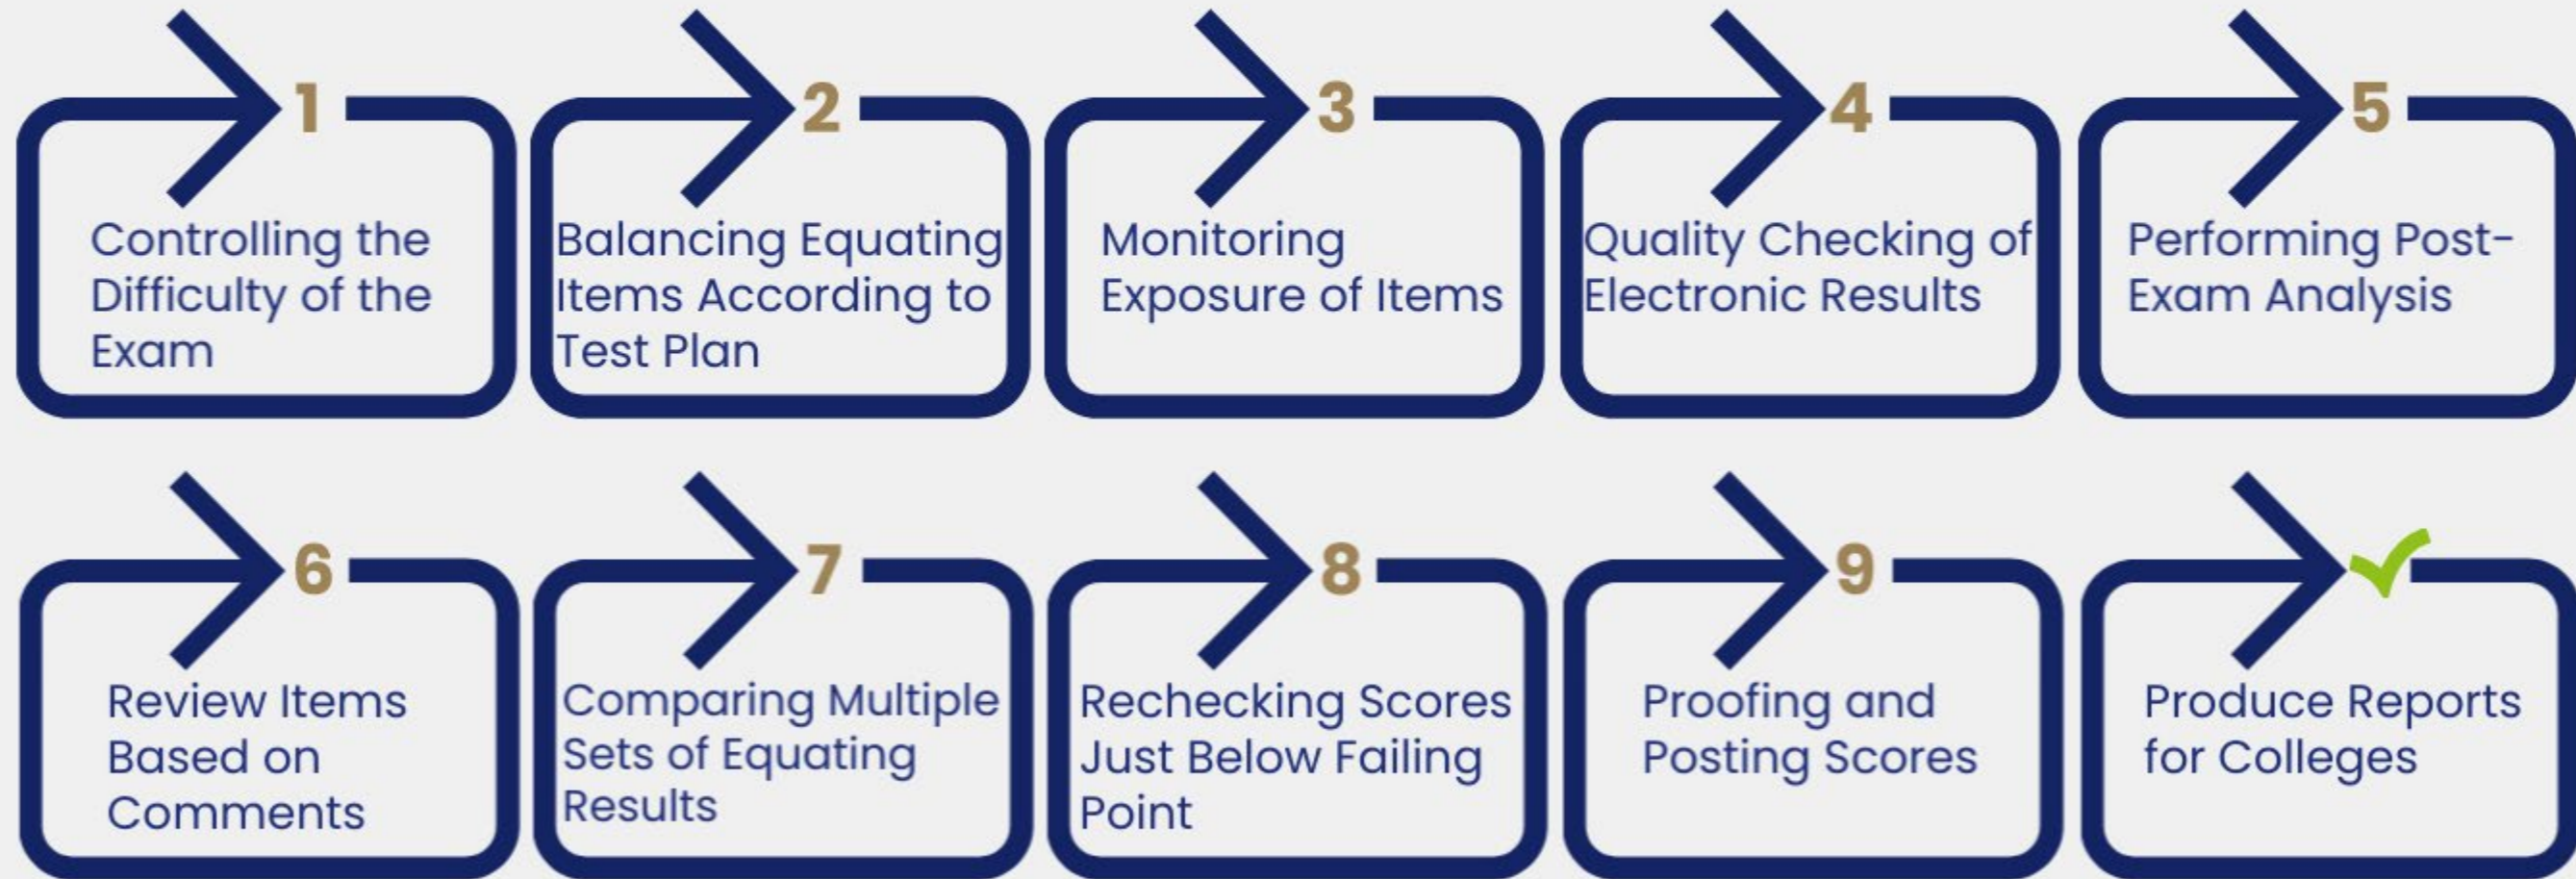 1
Controlling the
Difficulty of the
Exam
2
Balancing Equating
Items According to
Test Plan
3
Monitoring
Exposure of Items
4
Quality Checking of
Electronic Results
5
Performing Post-
Exam Analysis
6
Review Items
Based on
Comments
7
Comparing Multiple
Sets of Equating
Results
8
Rechecking Scores
Just Below Failing
Point
9
Proofing and
Posting Scores
Produce Reports
for Colleges